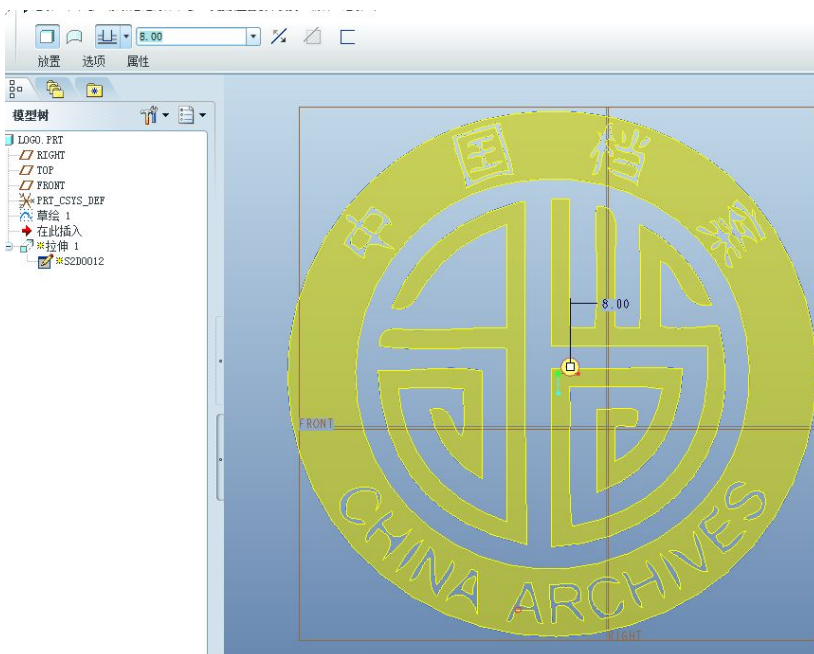 8.00
放置 选项 属性
模型树
LOGO.PRT
RIGHT
TOP
FRONT
PRT_CSYS_DEF
草绘 1
在此插入
※拉伸 1
※S2D0012
中国档案
8.00
FRONT
CHINA ARCHIVES
RIGHT